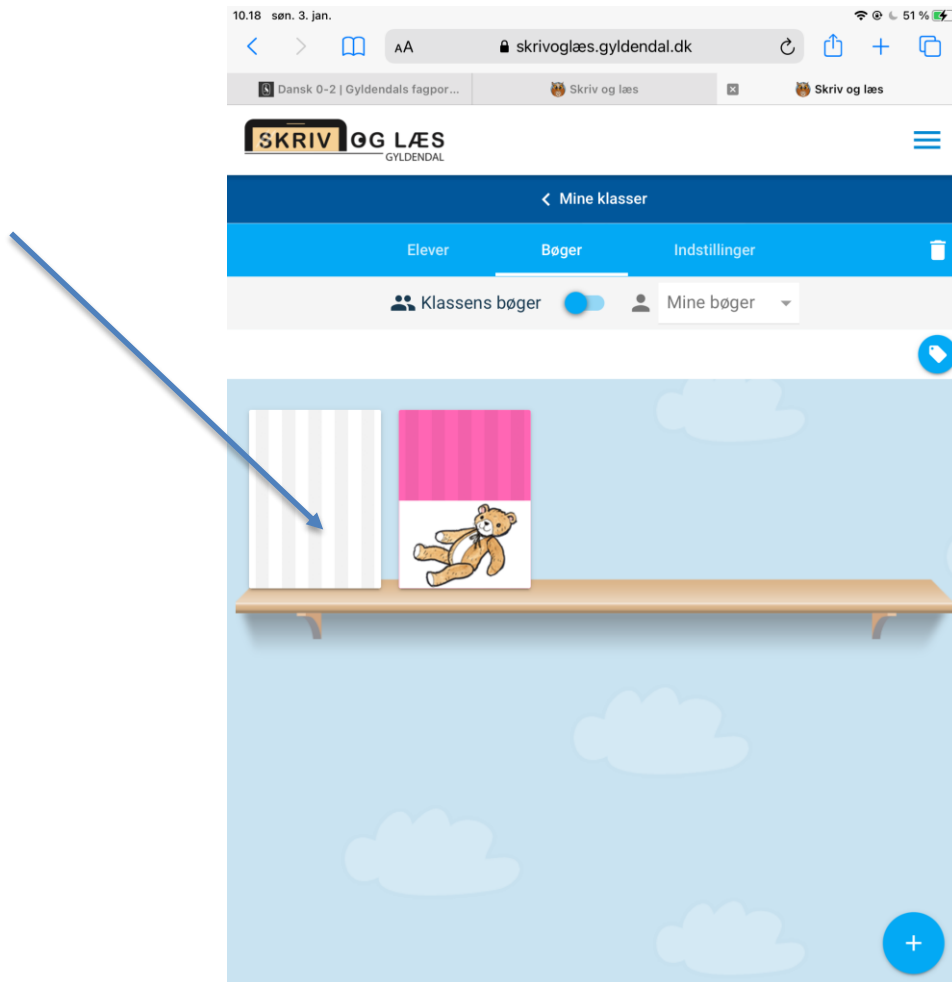 10.18 søn. 3. jan. 51 %
AA skrivoglæs.gyldendal.dk
Dansk 0-2 | Gyldendals fagpor... Skriv og læs Skriv og læs
SKRIV OG LÆS
GYLDENDAL
Mine klasser
Elever Bøger Indstillinger
Klassens bøger Mine bøger